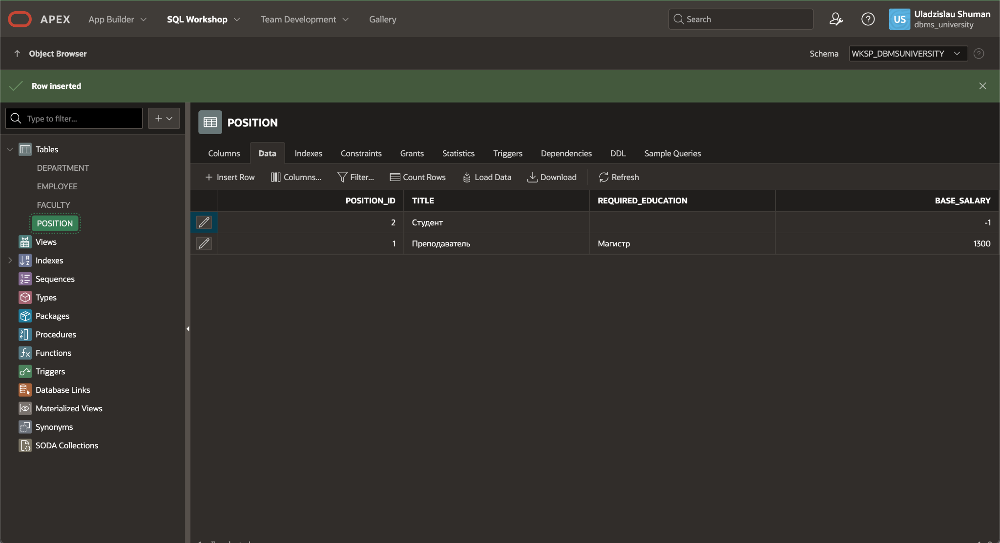 APEX App Builder SQL Workshop Team Development Gallery Search US Uladzislau Shuman
dbms_university
Object Browser Schema WKSP_DBMSUNIVERSITY
Row inserted
Type to filter...
POSITION
Tables
DEPARTMENT
EMPLOYEE
FACULTY
POSITION
Views
Indexes
Sequences
Types
Packages
Procedures
Functions
Triggers
Database Links
Materialized Views
Synonyms
SODA Collections
Columns Data Indexes Constraints Grants Statistics Triggers Dependencies DDL Sample Queries
Insert Row Columns... Filter... Count Rows Load Data Download Refresh
POSITION_ID TITLE REQUIRED_EDUCATION BASE_SALARY
2 Студент -1
1 Преподаватель Магистр 1300